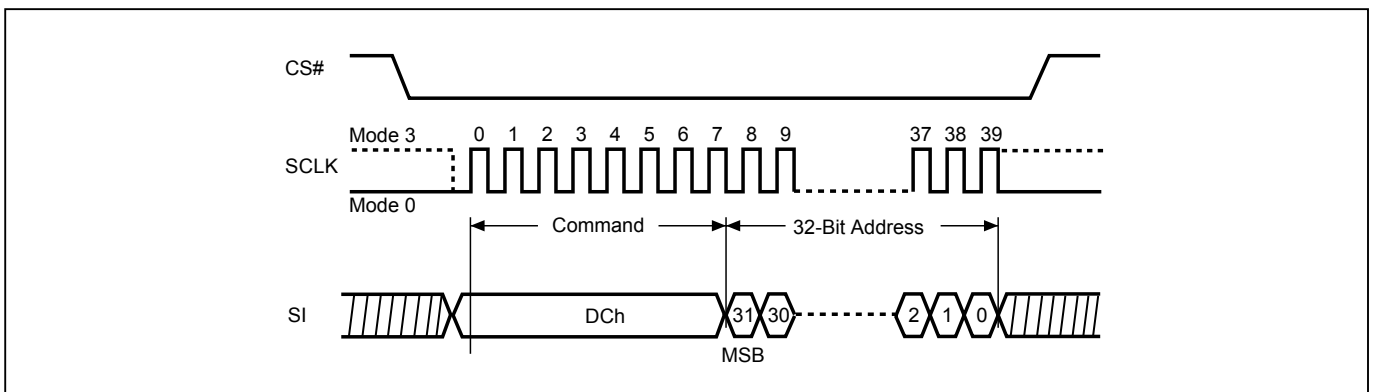 CS#
Mode 3
0 1 2 3 4 5 6 7 8 9 37 38 39
SCLK
Mode 0
Command 32-Bit Address
SI DCh 31 30 2 1 0
MSB